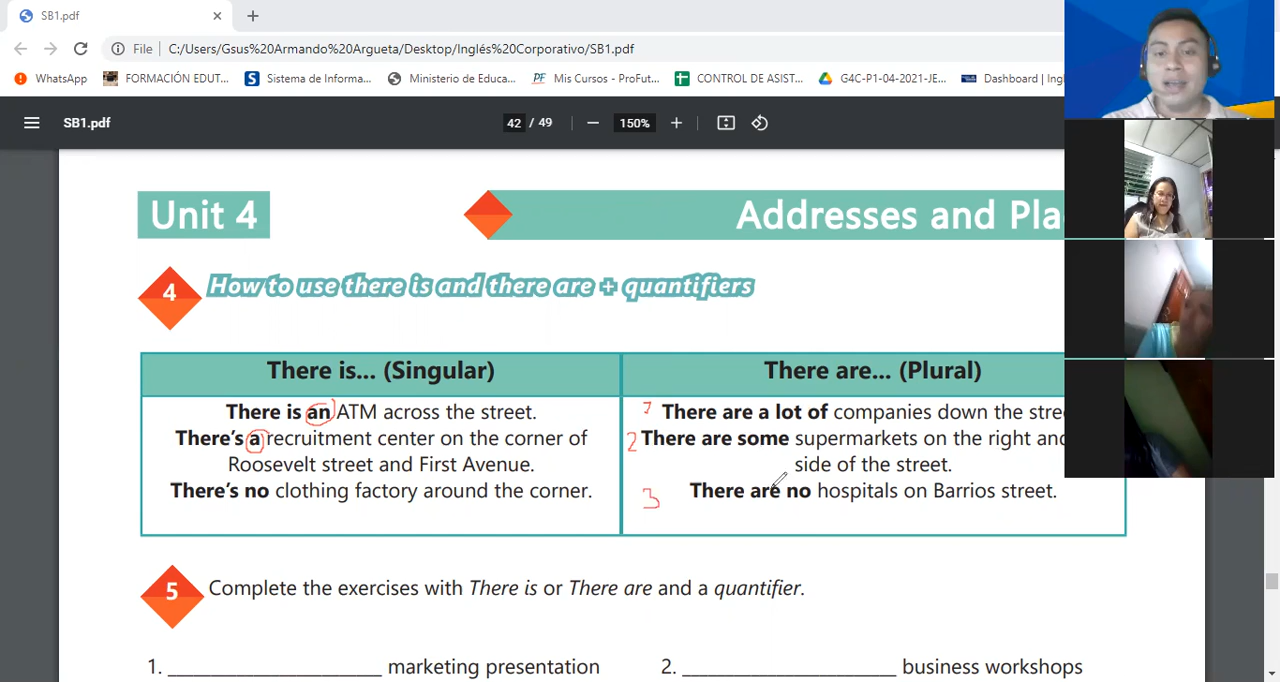 SB1.pdf
File | C:/Users/Gsus%20Armando%20Argueta/Desktop/Inglés%20Corporativo/SB1.pdf
WhatsApp FORMACIÓN EDUT... Sistema de Informa... Ministerio de Educa... Mis Cursos - ProFut... CONTROL DE ASIST... G4C-P1-04-2021-JE... Dashboard | Ingl
SB1.pdf 42 / 49 150%
Unit 4 Addresses and Pla
4 How to use there is and there are + quantifiers
There is... (Singular) There are... (Plural)
There is an ATM across the street.
There's a recruitment center on the corner of
Roosevelt street and First Avenue.
There's no clothing factory around the corner.
1 There are a lot of companies down the stre
2 There are some supermarkets on the right and
side of the street.
3 There are no hospitals on Barrios street.
5 Complete the exercises with There is or There are and a quantifier.
1. ____________________ marketing presentation
2. ____________________ business workshops